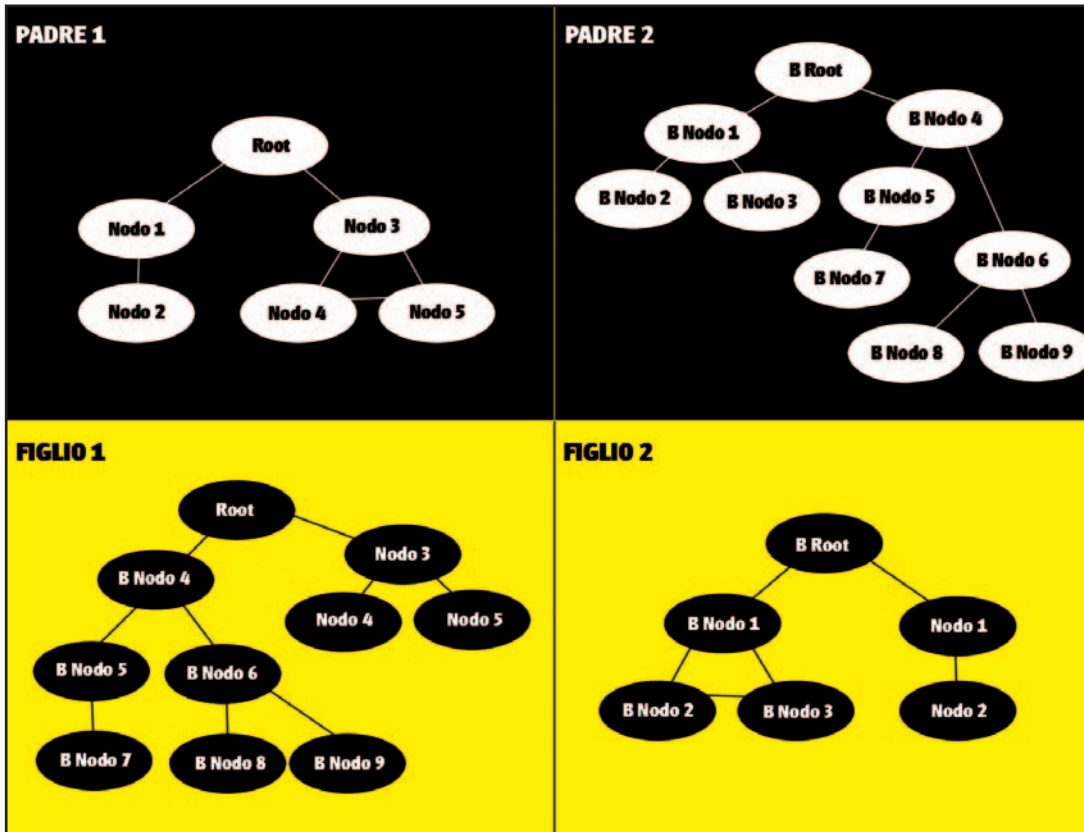 PADRE 1
Root
Nodo 1
Nodo 3
Nodo 2
Nodo 4
Nodo 5
PADRE 2
B Root
B Nodo 1
B Nodo 4
B Nodo 2
B Nodo 3
B Nodo 5
B Nodo 7
B Nodo 6
B Nodo 8
B Nodo 9
FIGLIO 1
Root
B Nodo 4
Nodo 3
Nodo 4
Nodo 5
B Nodo 5
B Nodo 6
B Nodo 7
B Nodo 8
B Nodo 9
FIGLIO 2
B Root
B Nodo 1
Nodo 1
B Nodo 2
B Nodo 3
Nodo 2